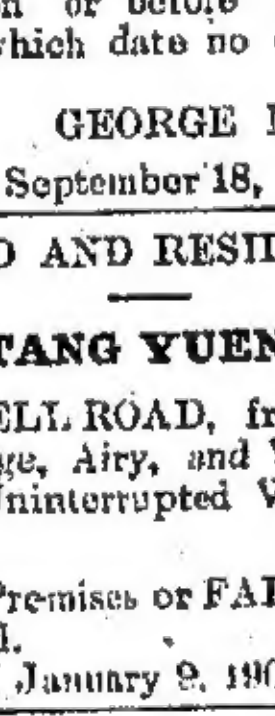 n or before
which date no
GEORGE
September 18,
AND RESI
TANG YUEN
ELL ROAD, fr
ge, Airy, and
Uninterrupted
Premises or FA
January 9, 190